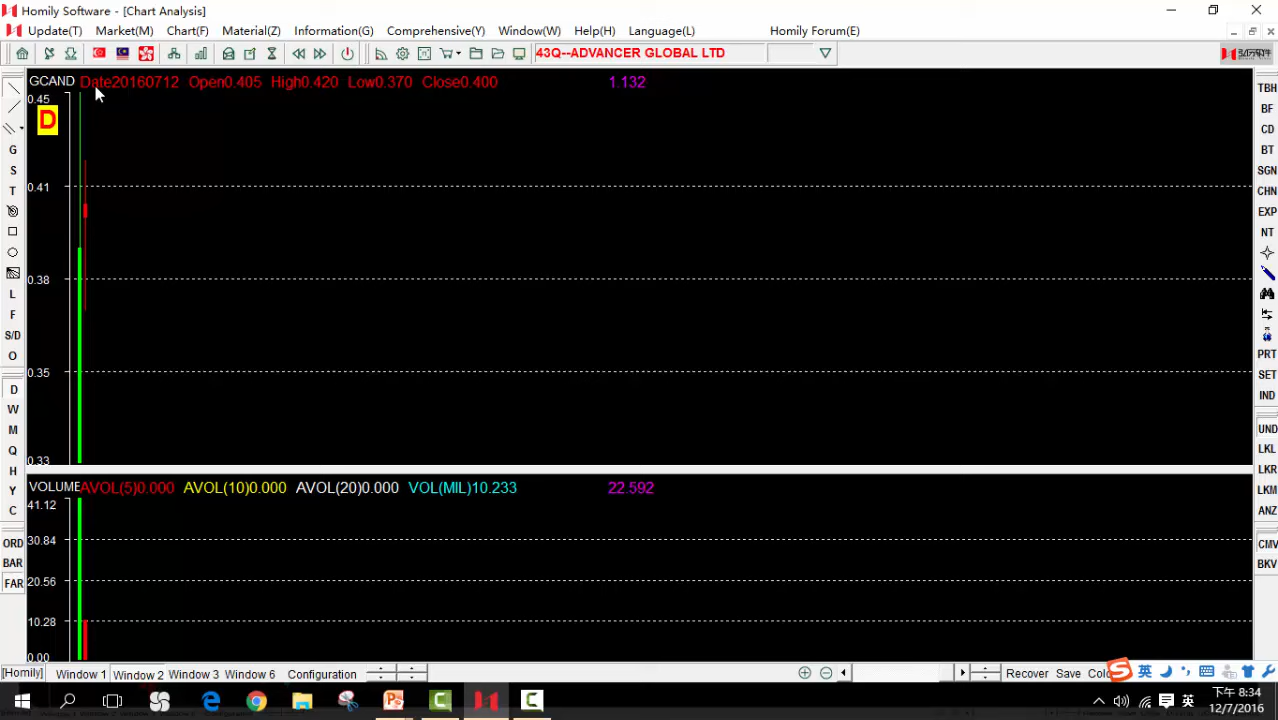 Homily Software - [Chart Analysis]
Update(T) Market(M) Chart(F) Material(Z) Information(G) Comprehensive(Y) Window(W) Help(H) Language(L) Homily Forum(E)
43Q--ADVANCER GLOBAL LTD
GCAND Date20160712 Open0.405 High0.420 Low0.370 Close0.400 1.132
0.45
D
0.41
0.38
0.35
0.33
VOLUME AVOL(5)0.000 AVOL(10)0.000 AVOL(20)0.000 VOL(MIL)10.233 22.592
41.12
30.84
20.56
10.28
0.00
G
S
T
L
F
S/D
O
D
W
M
Q
H
Y
C
ORD
BAR
FAR
TBH
BF
CD
BT
SGN
CHN
EXP
NT
PRT
SET
IND
UND
LKL
LKR
LKM
ANZ
CMV
BKV
[Homily] Window 1 Window 2 Window 3 Window 6 Configuration Recover Save Colo
英
英
下午 8:34
12/7/2016